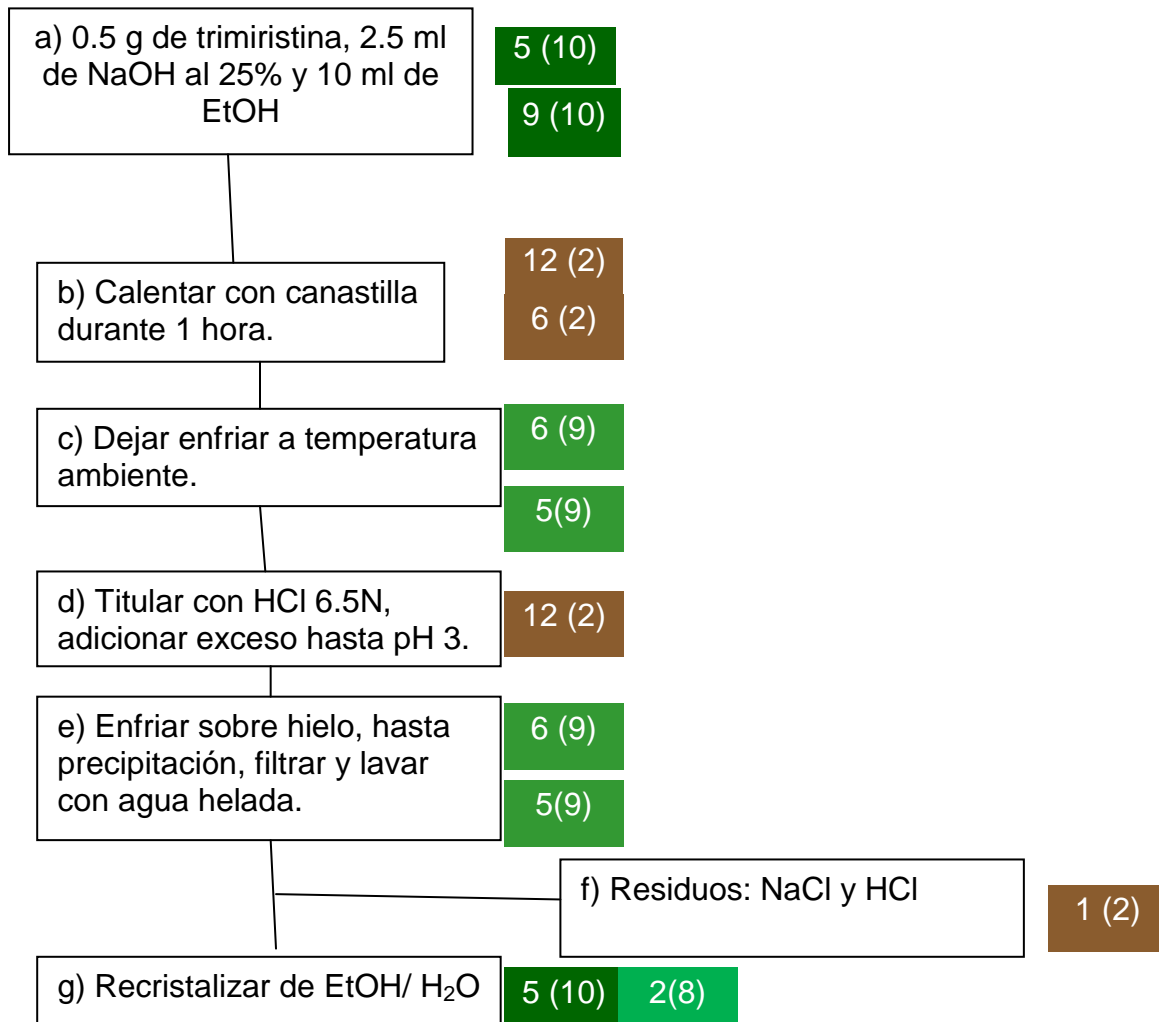 a) 0.5 g de trimiristina, 2.5 ml
de NaOH al 25% y 10 ml de
EtOH
5 (10)
9 (10)
b) Calentar con canastilla
durante 1 hora.
12 (2)
6 (2)
c) Dejar enfriar a temperatura
ambiente.
6 (9)
5(9)
d) Titular con HCl 6.5N,
adicionar exceso hasta pH 3.
12 (2)
e) Enfriar sobre hielo, hasta
precipitación, filtrar y lavar
con agua helada.
6 (9)
5(9)
f) Residuos: NaCl y HCl
1 (2)
g) Recristalizar de EtOH/ H₂O
5 (10)
2(8)